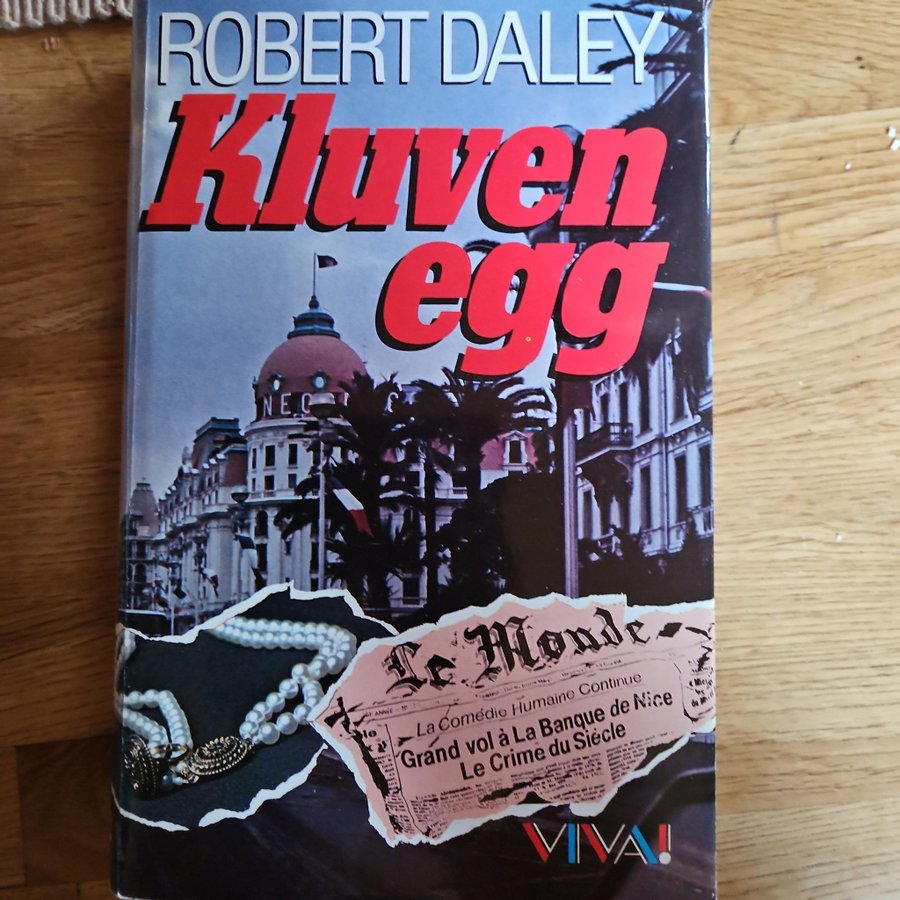 ROBERT DALEY
Kluven
egg
NEG
Le Monde
La Comédie Humaine Continue
Grand vol à La Banque de Nice
Le Crime du Siécle
VIVA!